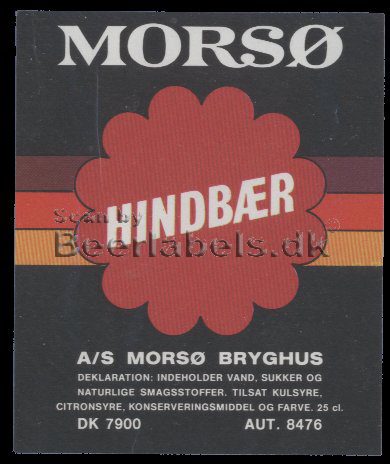 MORSØ
HINDBÆR
Scan by
Beerlabels.dk
A/S MORSØ BRYGHUS
DEKLARATION: INDEHOLDER VAND, SUKKER OG
NATURLIGE SMAGSSTOFFER. TILSAT KULSYRE,
CITRONSYRE, KONSERVERINGSMIDDEL OG FARVE. 25 cl.
DK 7900 AUT. 8476